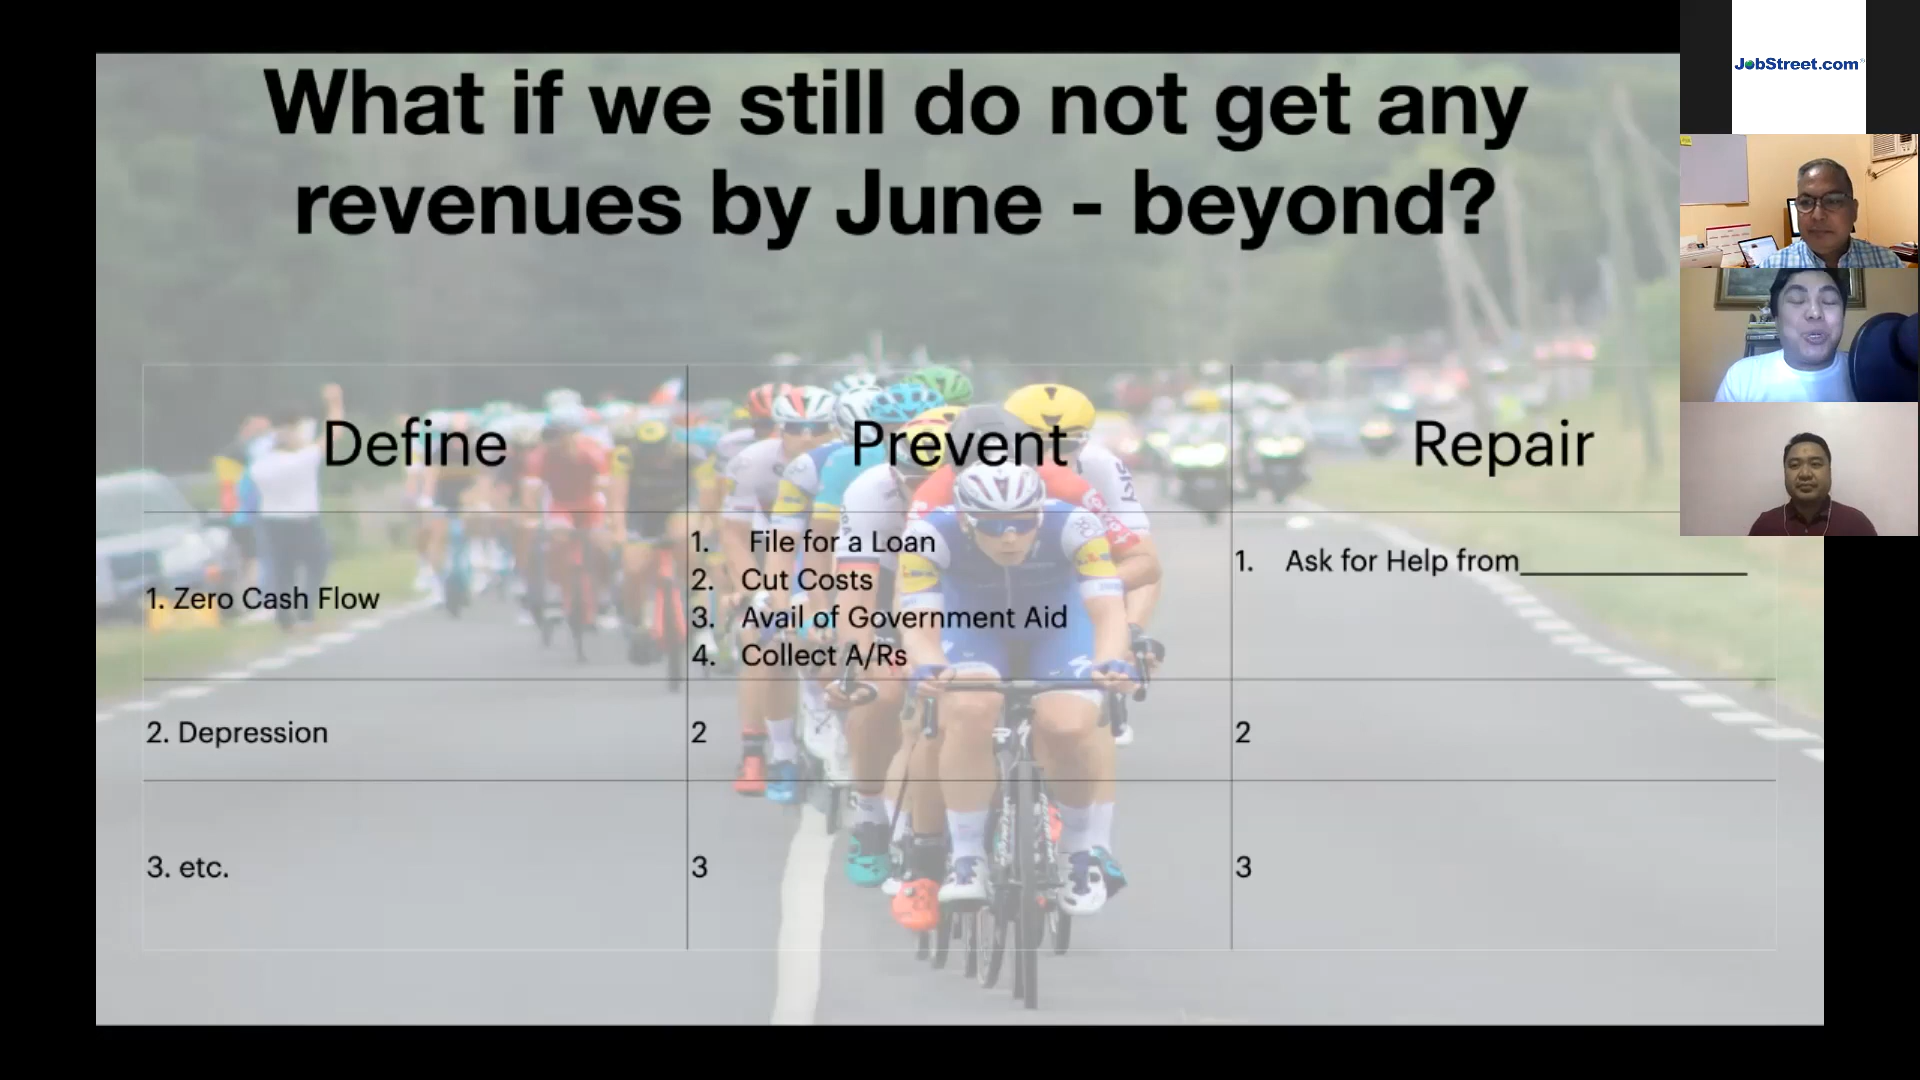 What if we still do not get any
revenues by June - beyond?
JobStreet.com
Define
Prevent
Repair
1. Zero Cash Flow
1. File for a Loan
2. Cut Costs
3. Avail of Government Aid
4. Collect A/Rs
1. Ask for Help from_______________
2. Depression
2
2
3. etc.
3
3